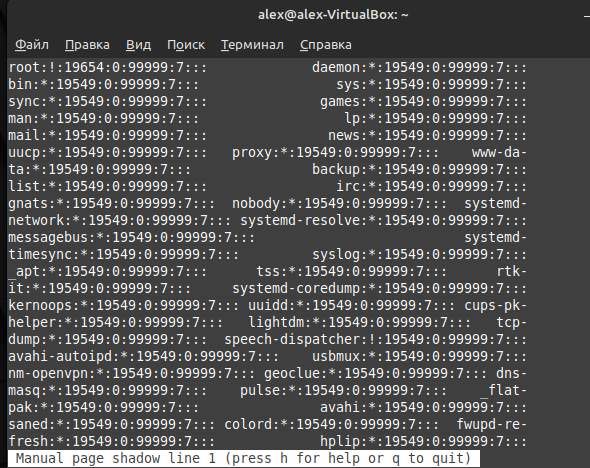 alex@alex-VirtualBox: ~
Файл Правка Вид Поиск Терминал Справка
root:!:19654:0:99999:7::: daemon:*:19549:0:99999:7:::
bin:*:19549:0:99999:7::: sys:*:19549:0:99999:7:::
sync:*:19549:0:99999:7::: games:*:19549:0:99999:7:::
man:*:19549:0:99999:7::: lp:*:19549:0:99999:7:::
mail:*:19549:0:99999:7::: news:*:19549:0:99999:7:::
uucp:*:19549:0:99999:7::: proxy:*:19549:0:99999:7::: www-da-
ta:*:19549:0:99999:7::: backup:*:19549:0:99999:7:::
list:*:19549:0:99999:7::: irc:*:19549:0:99999:7:::
gnats:*:19549:0:99999:7::: nobody:*:19549:0:99999:7::: systemd-
network:*:19549:0:99999:7::: systemd-resolve:*:19549:0:99999:7:::
messagebus:*:19549:0:99999:7::: systemd-
timesync:*:19549:0:99999:7::: syslog:*:19549:0:99999:7:::
_apt:*:19549:0:99999:7::: tss:*:19549:0:99999:7::: rtk-
it:*:19549:0:99999:7::: systemd-coredump:*:19549:0:99999:7:::
kernoops:*:19549:0:99999:7::: uuidd:*:19549:0:99999:7::: cups-pk-
helper:*:19549:0:99999:7::: lightdm:*:19549:0:99999:7::: tcp-
dump:*:19549:0:99999:7::: speech-dispatcher:!:19549:0:99999:7:::
avahi-autoipd:*:19549:0:99999:7::: usbmux:*:19549:0:99999:7:::
nm-openvpn:*:19549:0:99999:7::: geoclue:*:19549:0:99999:7::: dns-
masq:*:19549:0:99999:7::: pulse:*:19549:0:99999:7::: _flat-
pak:*:19549:0:99999:7::: avahi:*:19549:0:99999:7:::
saned:*:19549:0:99999:7::: colord:*:19549:0:99999:7::: fwupd-re-
fresh:*:19549:0:99999:7::: hplip:*:19549:0:99999:7:::
Manual page shadow line 1 (press h for help or q to quit)